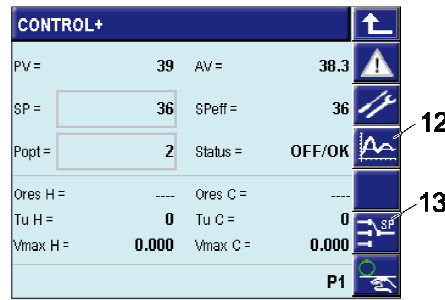 CONTROL+
PV = 39 AV = 38.3
12
SP = 36 SPeff = 36
Popt = 2 Status = OFF/OK
13
Ores H = ---- Ores C = ----
SP
Tu H = 0 Tu C = 0
Vmax H = 0.000 Vmax C = 0.000
P1